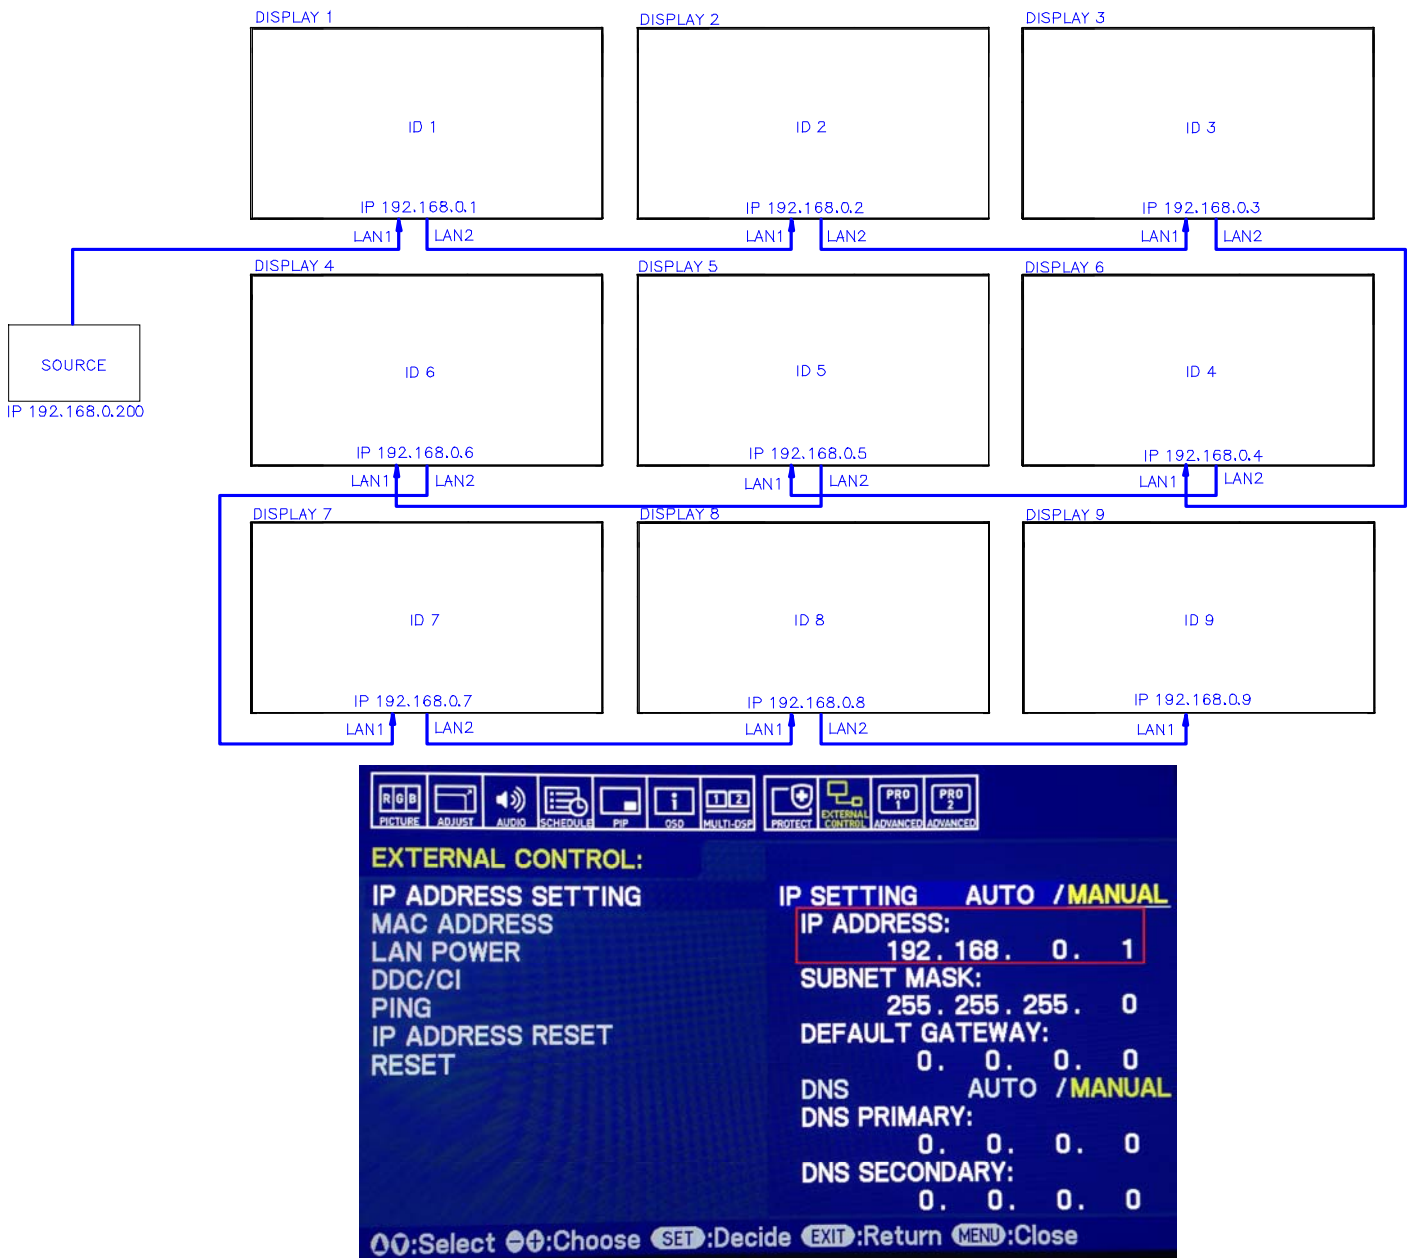 DISPLAY 1
DISPLAY 2
DISPLAY 3
ID 1
ID 2
ID 3
IP 192.168.0.1
IP 192.168.0.2
IP 192.168.0.3
LAN1
LAN2
LAN1
LAN2
LAN1
LAN2
DISPLAY 4
DISPLAY 5
DISPLAY 6
SOURCE
IP 192.168.0.200
ID 6
ID 5
ID 4
IP 192.168.0.6
IP 192.168.0.5
IP 192.168.0.4
LAN1
LAN2
LAN1
LAN2
LAN1
LAN2
DISPLAY 7
DISPLAY 8
DISPLAY 9
ID 7
ID 8
ID 9
IP 192.168.0.7
IP 192.168.0.8
IP 192.168.0.9
LAN1
LAN2
LAN1
LAN2
LAN1
RGB
PICTURE
ADJUST
AUDIO
SCHEDULE
PIP
i
OSD
1 2
MULTI-DSP
PROTECT
EXTERNAL
CONTROL
PRO
1
ADVANCED
PRO
2
ADVANCED
EXTERNAL CONTROL:
IP ADDRESS SETTING
MAC ADDRESS
LAN POWER
DDC/CI
PING
IP ADDRESS RESET
RESET
IP SETTING AUTO /MANUAL
IP ADDRESS:
192. 168. 0. 1
SUBNET MASK:
255. 255. 255. 0
DEFAULT GATEWAY:
0. 0. 0. 0
DNS AUTO /MANUAL
DNS PRIMARY:
0. 0. 0. 0
DNS SECONDARY:
0. 0. 0. 0
:Select :Choose SET:Decide EXIT:Return MENU:Close